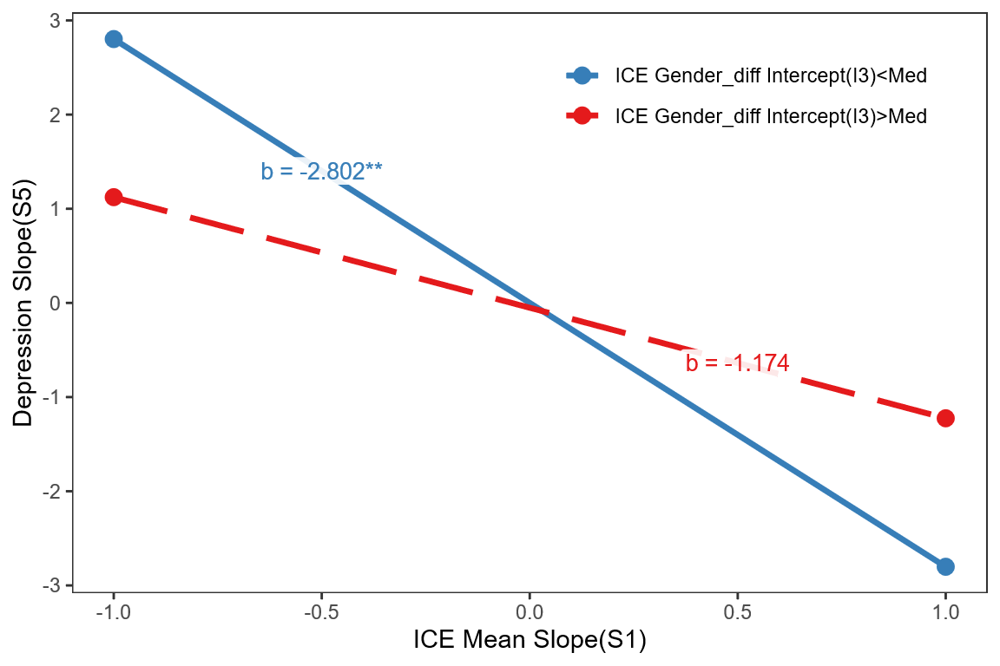 3
2
1
0
-1
-2
-3
Depression Slope(S5)
ICE Gender_diff Intercept(I3)<Med
ICE Gender_diff Intercept(I3)>Med
b = -2.802**
b = -1.174
-1.0
-0.5
0.0
0.5
1.0
ICE Mean Slope(S1)